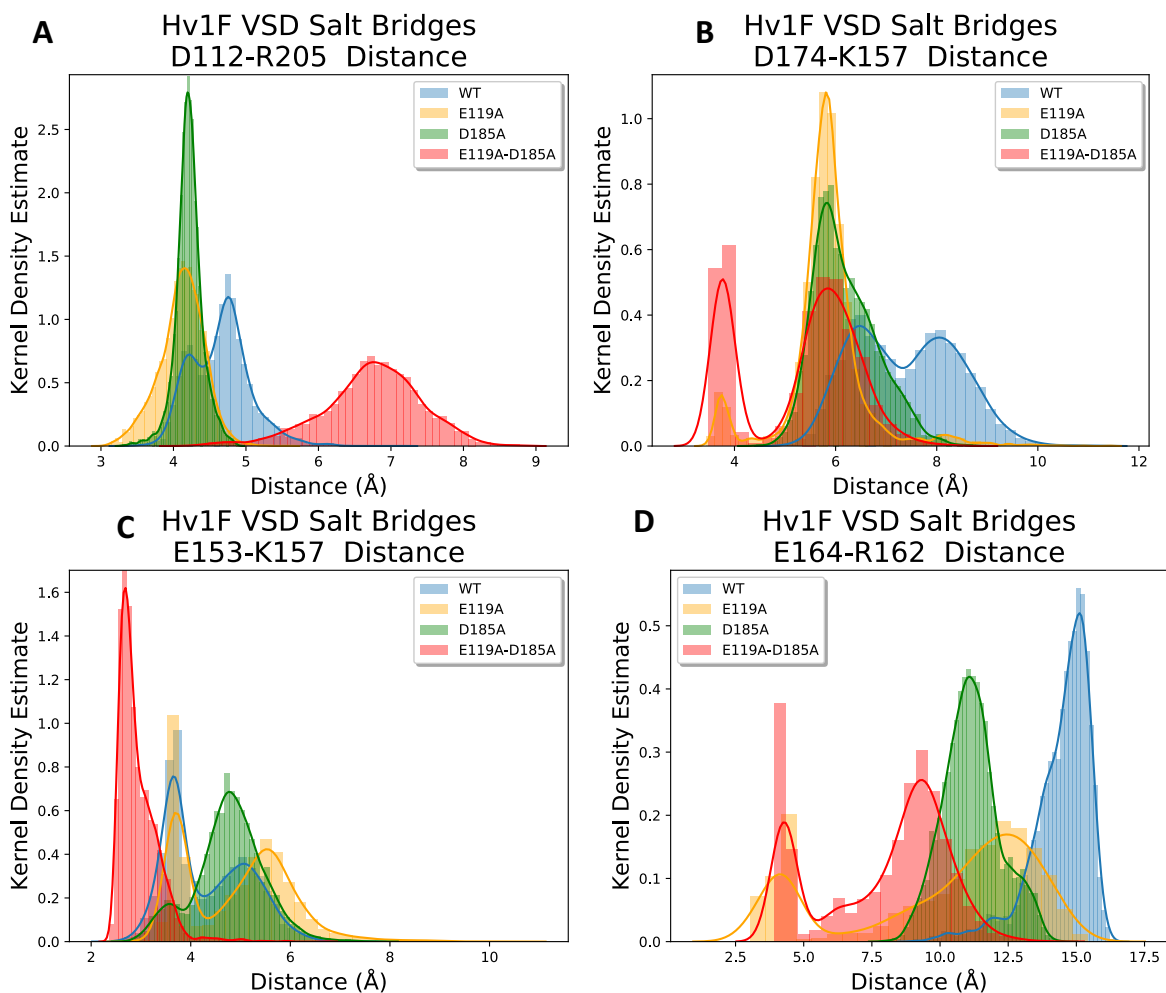 A
Hv1F VSD Salt Bridges
D112-R205 Distance
Kernel Density Estimate
2.5
2.0
1.5
1.0
0.5
0.0
WT
E119A
D185A
E119A-D185A
3 4 5 6 7 8 9
Distance (Å)
B
Hv1F VSD Salt Bridges
D174-K157 Distance
Kernel Density Estimate
1.0
0.8
0.6
0.4
0.2
0.0
WT
E119A
D185A
E119A-D185A
4 6 8 10 12
Distance (Å)
C
Hv1F VSD Salt Bridges
E153-K157 Distance
Kernel Density Estimate
1.6
1.4
1.2
1.0
0.8
0.6
0.4
0.2
0.0
WT
E119A
D185A
E119A-D185A
2 4 6 8 10
Distance (Å)
D
Hv1F VSD Salt Bridges
E164-R162 Distance
Kernel Density Estimate
0.5
0.4
0.3
0.2
0.1
0.0
WT
E119A
D185A
E119A-D185A
2.5 5.0 7.5 10.0 12.5 15.0 17.5
Distance (Å)